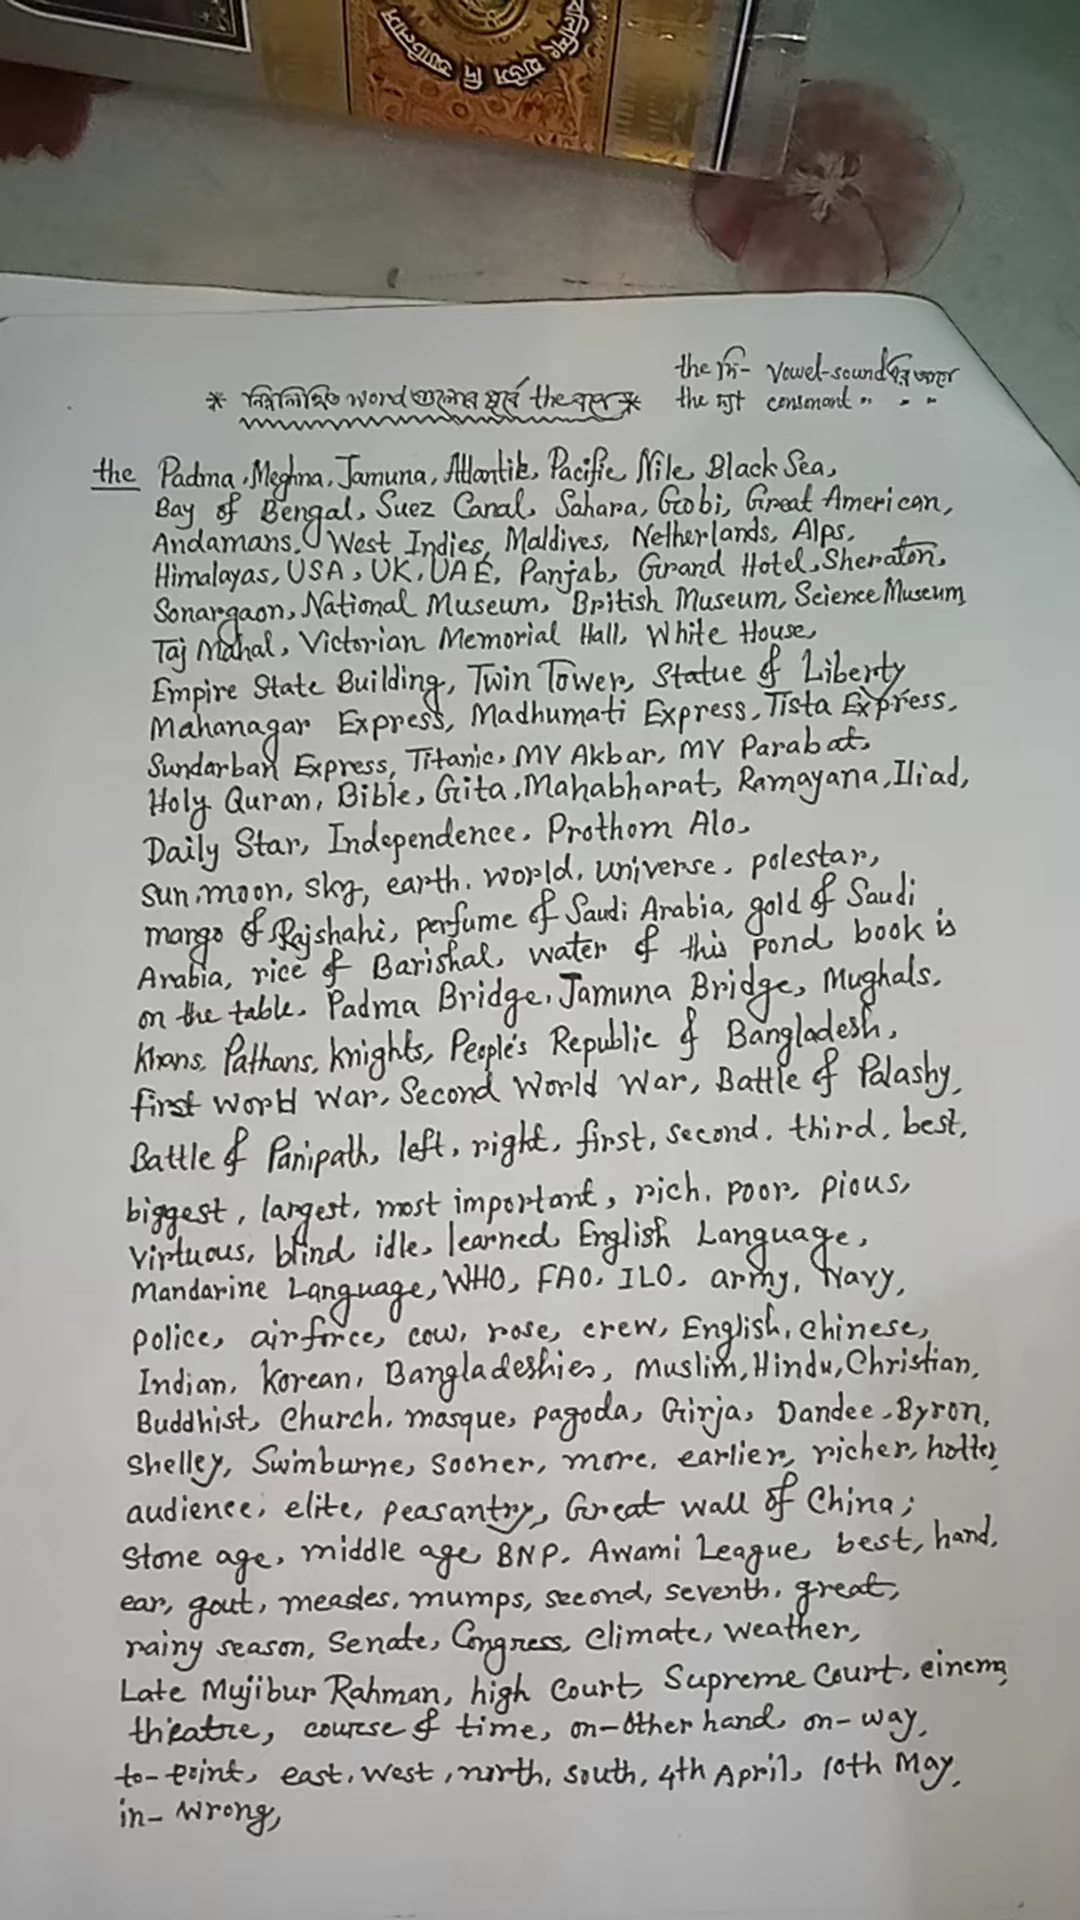 the দি- vowel-sound এর আগে
* নিম্নলিখিত word গুলোর পূর্বে the বসে *
the দ্যা consonant " " "
the Padma, Meghna, Jamuna, Atlantik, Pacific Nile Black Sea,
Bay of Bengal, Suez Canal, Sahara, Gobi, Great American,
Andamans, West Indies, Maldives, Netherlands, Alps,
Himalayas, USA, UK, UAE, Panjab, Grand Hotel, Sheraton,
Sonargaon, National Museum, British Museum, Science Museum
Taj Mahal, Victorian Memorial Hall, White House,
Empire State Building, Twin Tower, Statue of Liberty
Mahanagar Express, Madhumati Express, Tista Express,
Sundarban Express, Titanic, MV Akbar, MV Parabat,
Holy Quran, Bible, Gita, Mahabharat, Ramayana, Iliad,
Daily Star, Independence, Prothom Alo,
sun, moon, sky, earth, world, universe, polestar,
mango of Rajshahi, perfume of Saudi Arabia, gold of Saudi
Arabia, rice of Barishal, water of this pond, book is
on the table. Padma Bridge, Jamuna Bridge, Mughals,
khans, Pathans, knights, People's Republic of Bangladesh,
first World War, Second World War, Battle of Palashy,
Battle of Panipath, left, right, first, second, third, best,
biggest, largest, most important, rich, poor, pious,
virtuous, blind idle, learned, English Language,
Mandarine Language, WHO, FAO, ILO, army, Navy,
police, airforce, cow, rose, crew, English, chinese,
Indian, korean, Bangladeshies, Muslim, Hindu, Christian,
Buddhist, Church, mosque, pagoda, Girja, Dandee, Byron,
Shelley, Swinburne, sooner, more, earlier, richer, hotter,
audience, elite, peasantry, Great wall of China;
Stone age, middle age, BNP, Awami League, best, hand,
ear, gout, measles, mumps, second, seventh, great,
rainy season, Senate, Congress, climate, weather,
Late Mujibur Rahman, high Court, Supreme Court, cinema,
theatre, course of time, on-other hand, on-way,
to-point, east, west, north, south, 4th April, 10th May,
in- wrong,